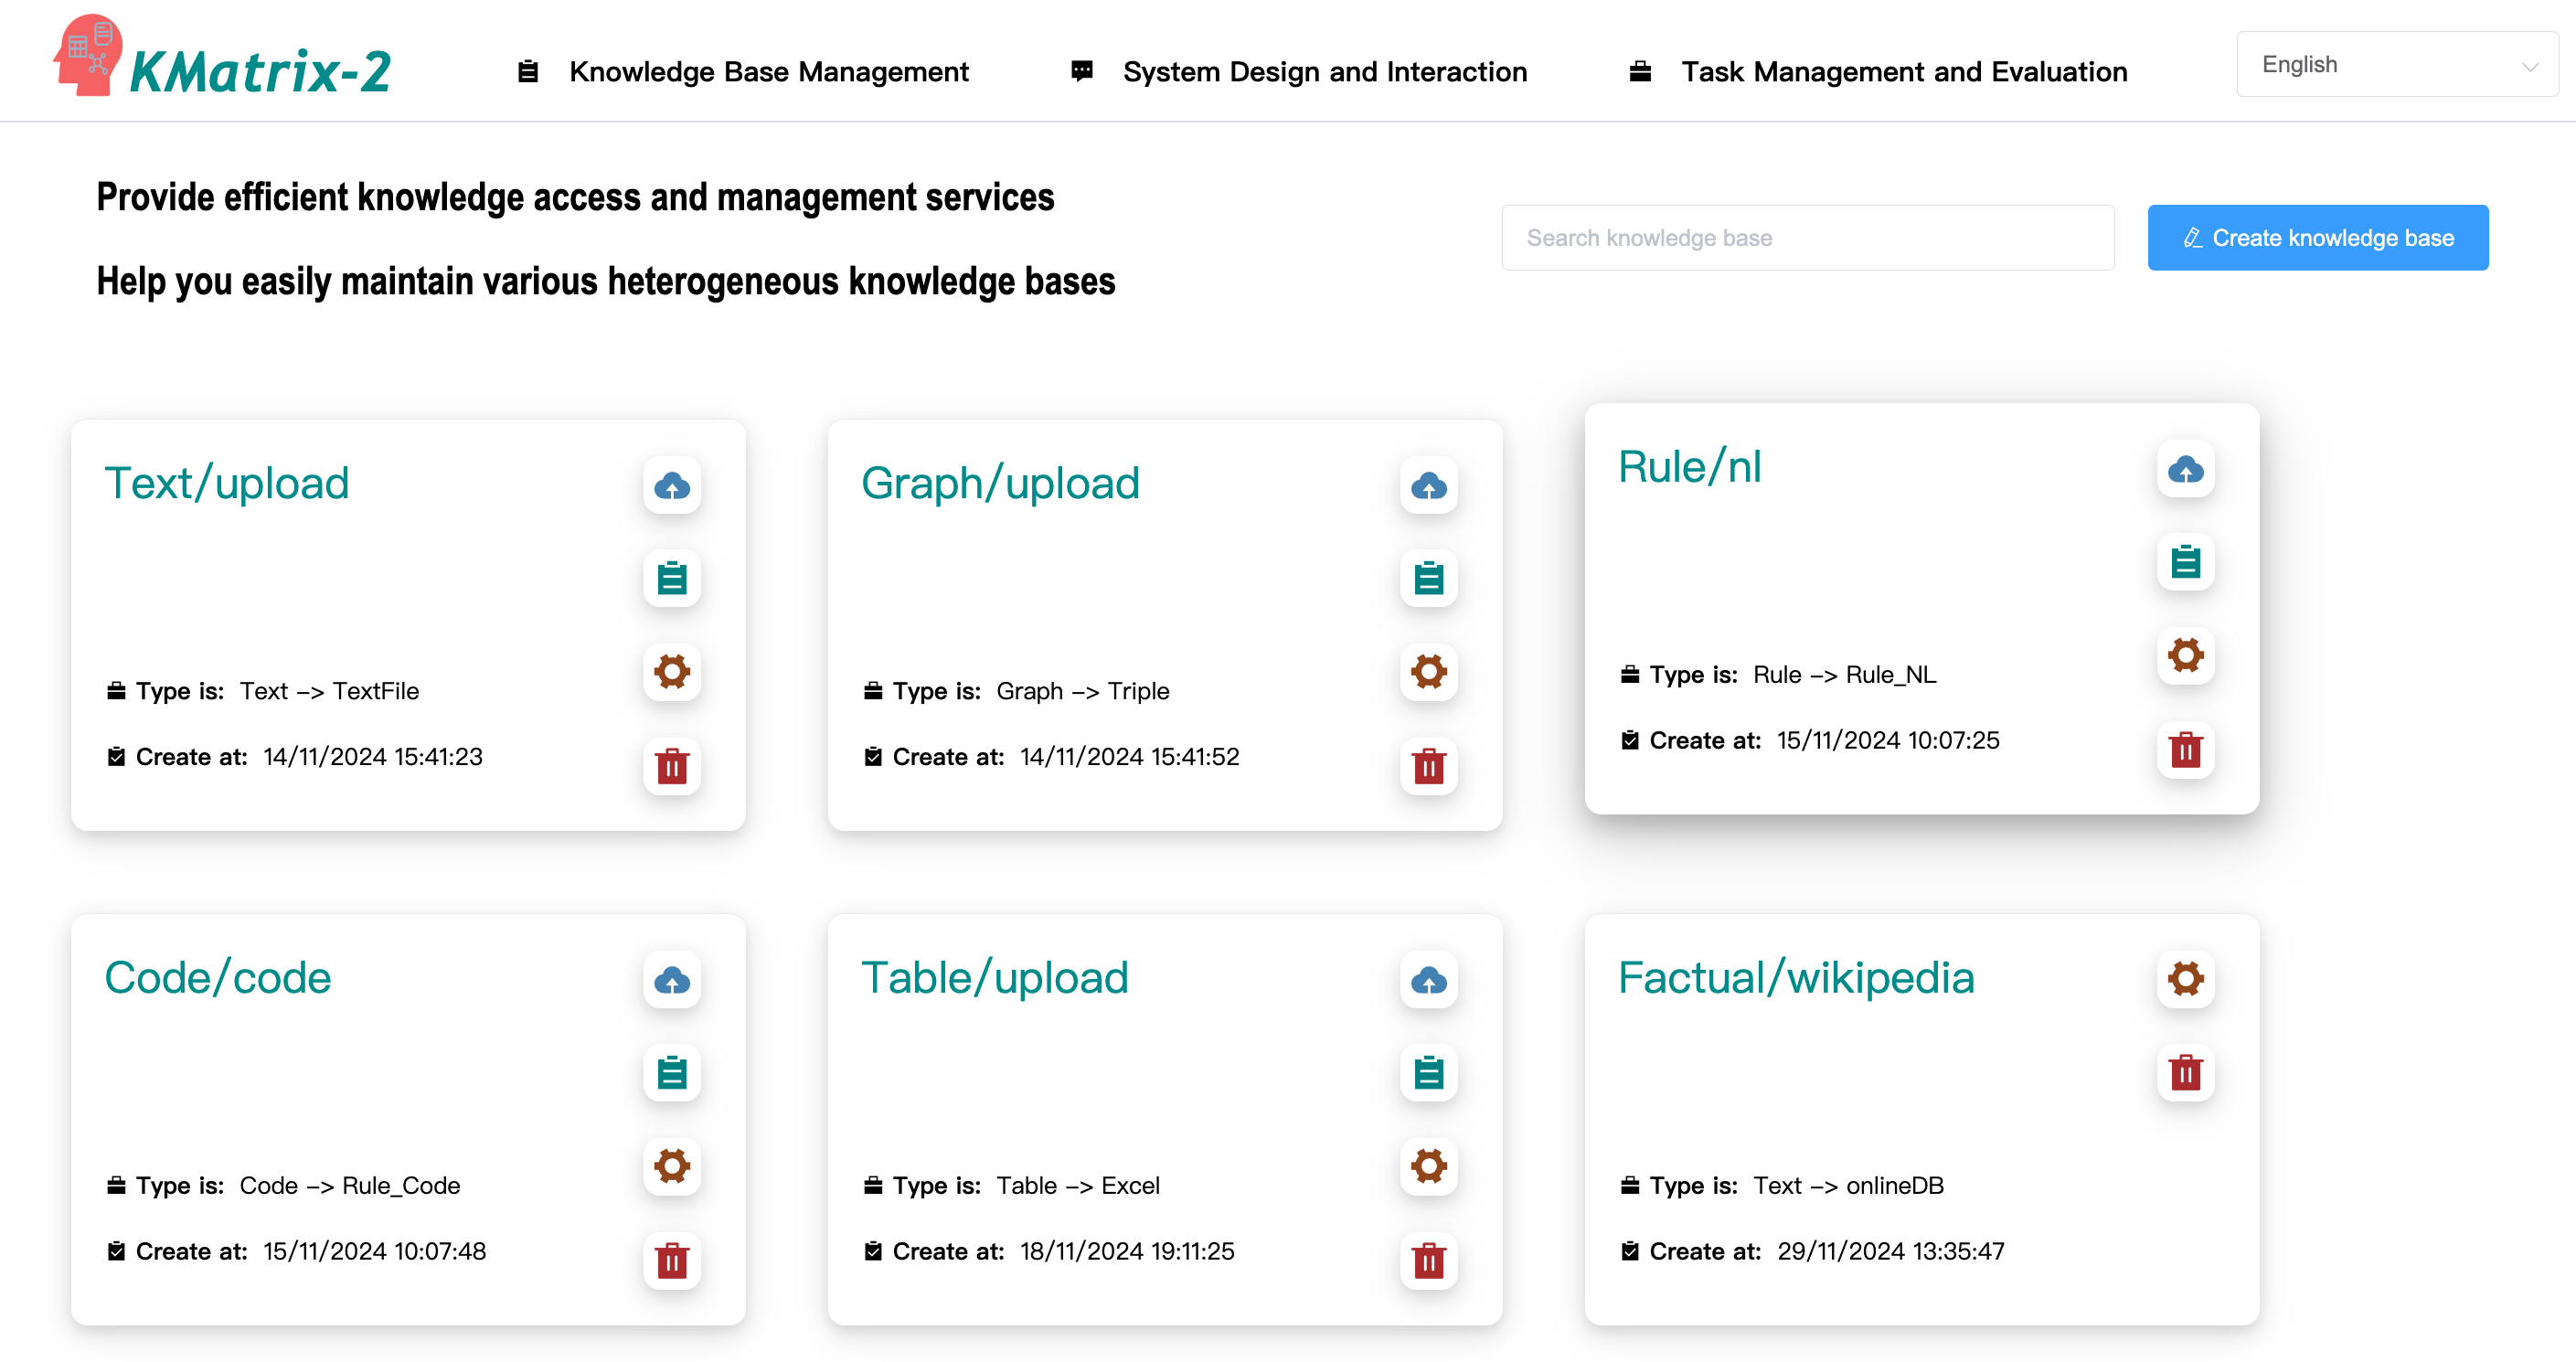 KMatrix-2
Knowledge Base Management
System Design and Interaction
Task Management and Evaluation
English
Provide efficient knowledge access and management services
Help you easily maintain various heterogeneous knowledge bases
Search knowledge base
Create knowledge base
Text/upload
Type is: Text –> TextFile
Create at: 14/11/2024 15:41:23
Graph/upload
Type is: Graph –> Triple
Create at: 14/11/2024 15:41:52
Rule/nl
Type is: Rule –> Rule_NL
Create at: 15/11/2024 10:07:25
Code/code
Type is: Code –> Rule_Code
Create at: 15/11/2024 10:07:48
Table/upload
Type is: Table –> Excel
Create at: 18/11/2024 19:11:25
Factual/wikipedia
Type is: Text –> onlineDB
Create at: 29/11/2024 13:35:47